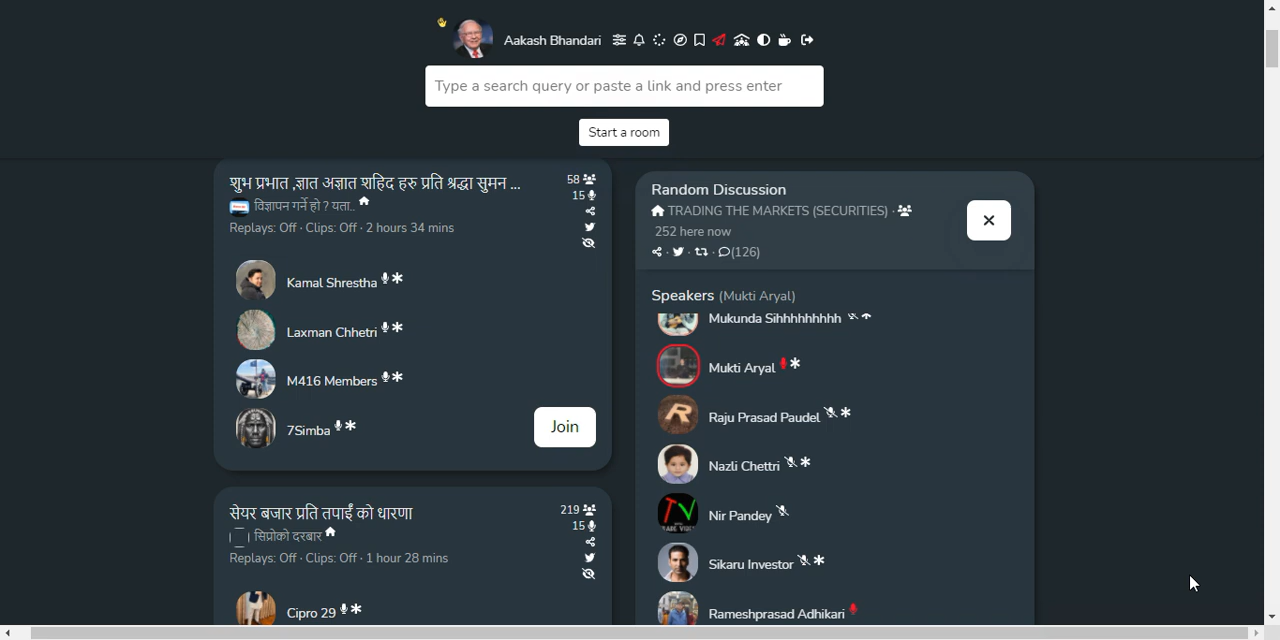 Aakash Bhandari
Type a search query or paste a link and press enter
Start a room
शुभ प्रभात ,ज्ञात अज्ञात शहिद हरु प्रति श्रद्धा सुमन ...
58
विज्ञापन गर्ने हो ? यता..
15
Replays: Off · Clips: Off · 2 hours 34 mins
Kamal Shrestha
Laxman Chhetri
M416 Members
7Simba
Join
सेयर बजार प्रति तपाईं को धारणा
219
सिप्रोको दरबार
15
Replays: Off · Clips: Off · 1 hour 28 mins
Cipro 29
Random Discussion
TRADING THE MARKETS (SECURITIES) ·
252 here now
(126)
Speakers (Mukti Aryal)
Mukunda Sihhhhhhhhh
Mukti Aryal
Raju Prasad Paudel
Nazli Chettri
Nir Pandey
Sikaru Investor
Rameshprasad Adhikari